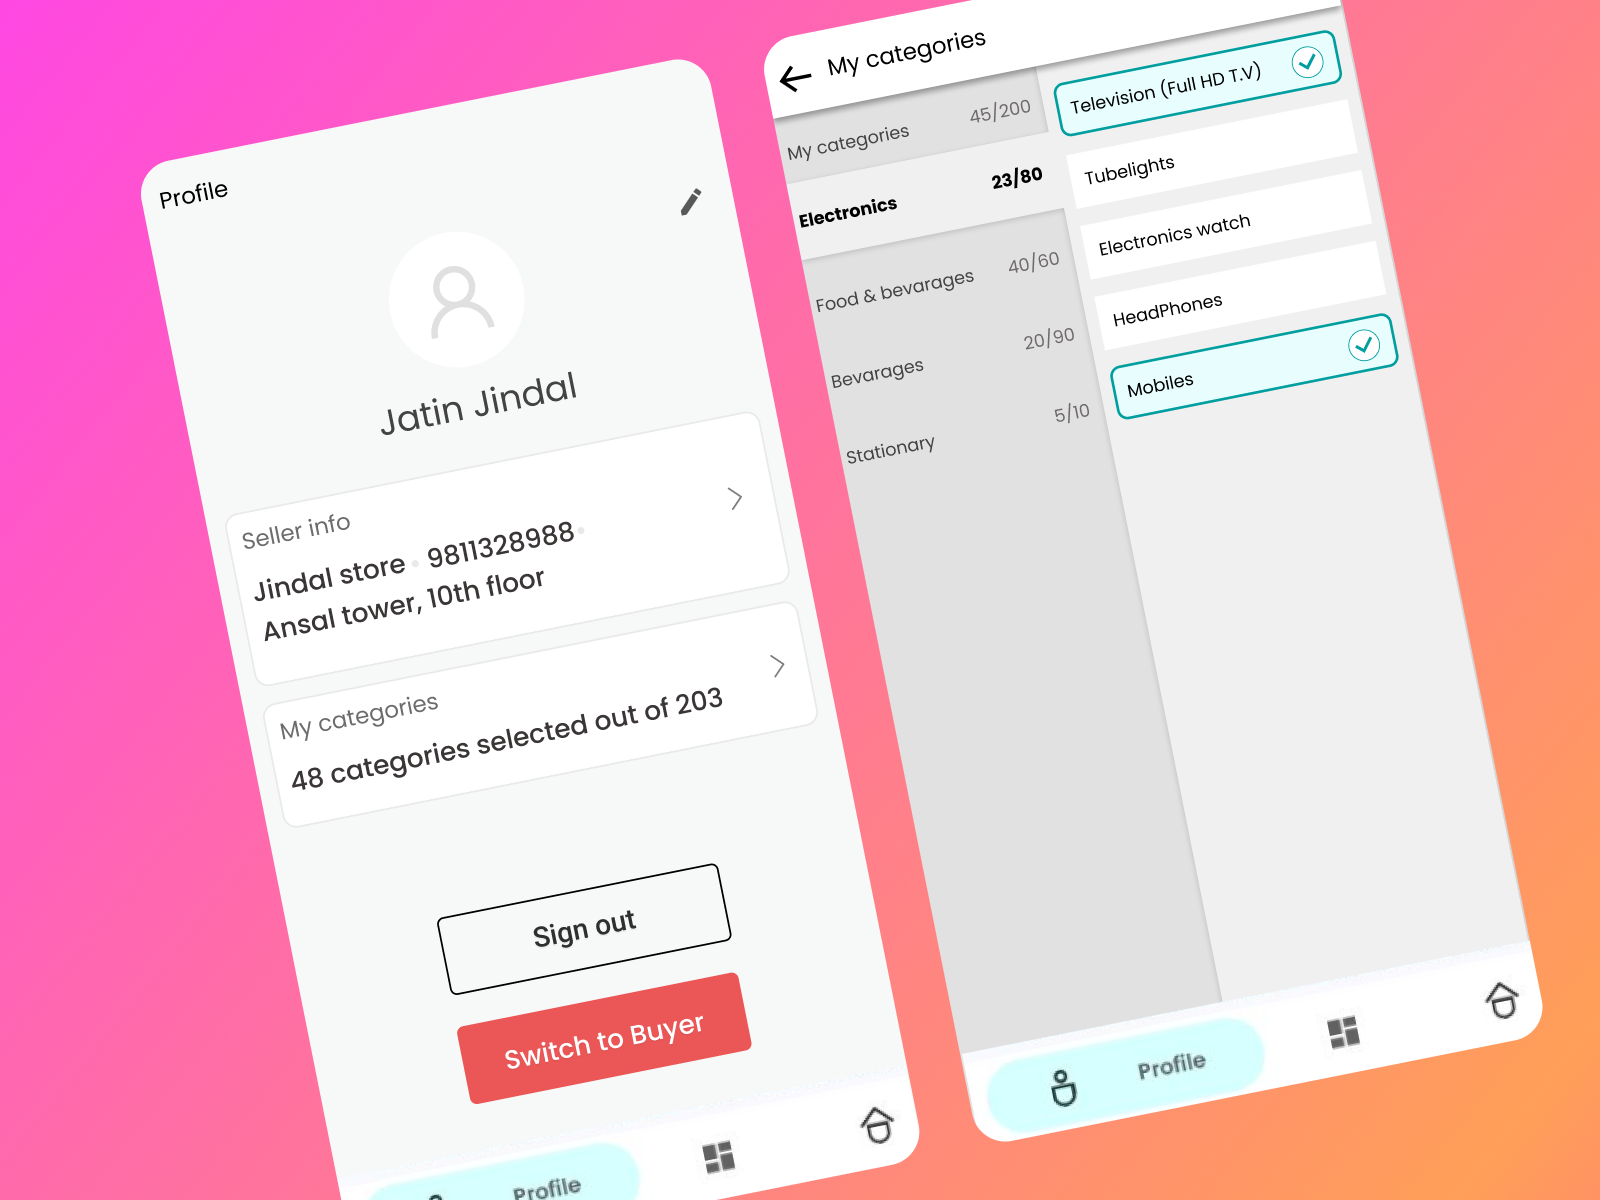 Profile
Jatin Jindal
Seller info
Jindal store • 9811328988 •
Ansal tower, 10th floor
My categories
48 categories selected out of 203
Sign out
Switch to Buyer
Profile
My categories
My categories 45/200
Electronics 23/80
Food & bevarages 40/60
Bevarages 20/90
Stationary 5/10
Television (Full HD T.V)
Tubelights
Electronics watch
HeadPhones
Mobiles
Profile